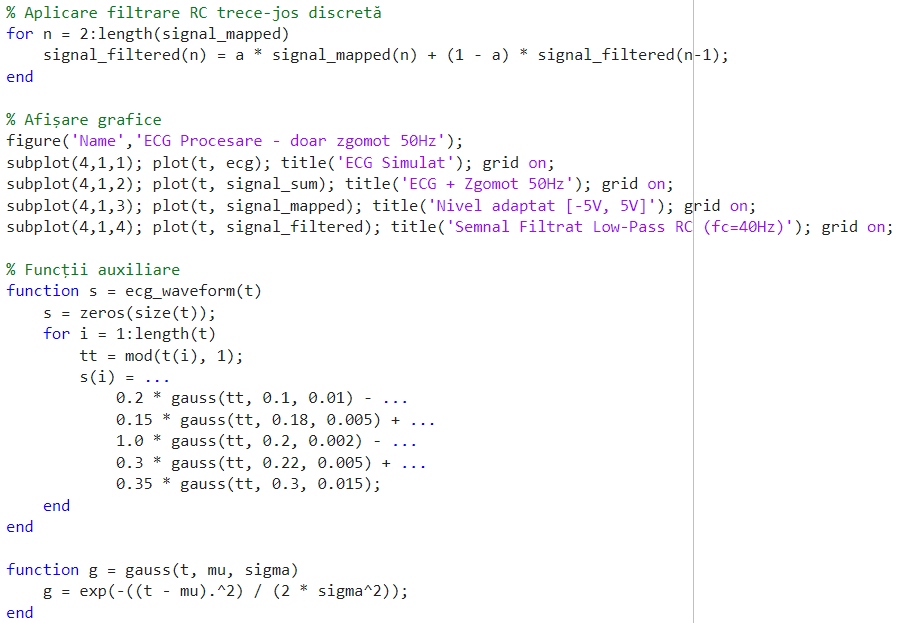 % Aplicare filtrare RC trece-jos discretă
for n = 2:length(signal_mapped)
    signal_filtered(n) = a * signal_mapped(n) + (1 - a) * signal_filtered(n-1);
end

% Afișare grafice
figure('Name','ECG Procesare - doar zgomot 50Hz');
subplot(4,1,1); plot(t, ecg); title('ECG Simulat'); grid on;
subplot(4,1,2); plot(t, signal_sum); title('ECG + Zgomot 50Hz'); grid on;
subplot(4,1,3); plot(t, signal_mapped); title('Nivel adaptat [-5V, 5V]'); grid on;
subplot(4,1,4); plot(t, signal_filtered); title('Semnal Filtrat Low-Pass RC (fc=40Hz)'); grid on;

% Funcții auxiliare
function s = ecg_waveform(t)
    s = zeros(size(t));
    for i = 1:length(t)
        tt = mod(t(i), 1);
        s(i) = ...
            0.2 * gauss(tt, 0.1, 0.01) - ...
            0.15 * gauss(tt, 0.18, 0.005) + ...
            1.0 * gauss(tt, 0.2, 0.002) - ...
            0.3 * gauss(tt, 0.22, 0.005) + ...
            0.35 * gauss(tt, 0.3, 0.015);
    end
end

function g = gauss(t, mu, sigma)
    g = exp(-((t - mu).^2) / (2 * sigma^2));
end